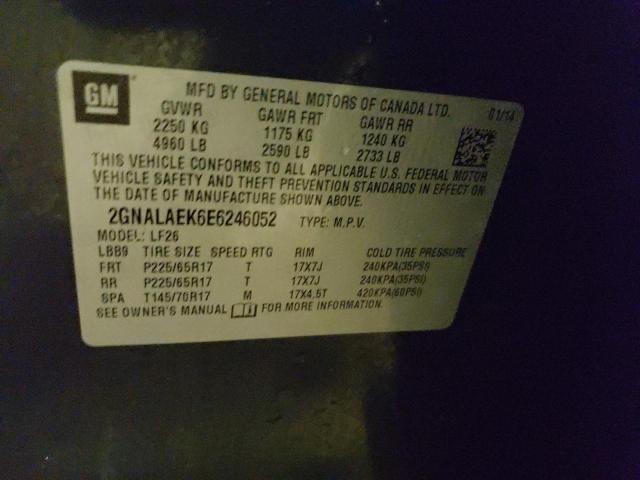 GM
MFD BY GENERAL MOTORS OF CANADA LTD. 01/14
GVWR GAWR FRT GAWR RR
2250 KG 1175 KG 1240 KG
4960 LB 2590 LB 2733 LB
THIS VEHICLE CONFORMS TO ALL APPLICABLE U.S. FEDERAL MOTOR
VEHICLE SAFETY AND THEFT PREVENTION STANDARDS IN EFFECT ON
THE DATE OF MANUFACTURE SHOWN ABOVE.
2GNALAEK6E6246052 TYPE: M.P.V.
MODEL: LF26
LBB9 TIRE SIZE SPEED RTG RIM COLD TIRE PRESSURE
FRT P225/65R17 T 17X7J 240KPA(35PSI)
RR P225/65R17 T 17X7J 240KPA(35PSI)
SPA T145/70R17 M 17X4.5T 420KPA(60PSI)
SEE OWNER'S MANUAL FOR MORE INFORMATION.